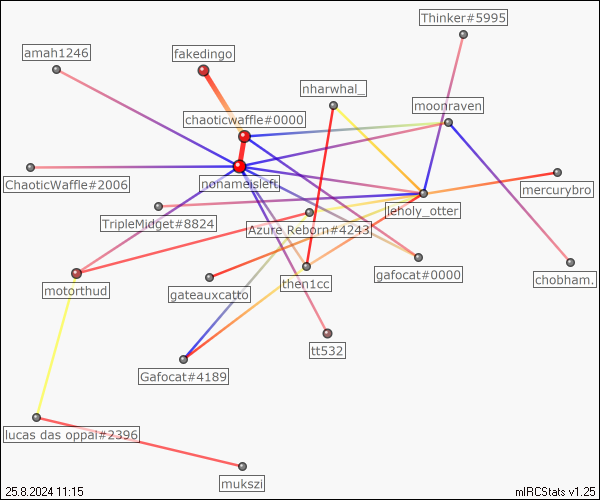 Thinker#5995
amah1246
fakedingo
nharwhal_
moonraven
chaoticwaffle#0000
ChaoticWaffle#2006
nonameisleft
mercurybro
leholy_otter
TripleMidget#8824
Azure Reborn#4243
gafocat#0000
chobham.
motorthud
gateauxcatto
then1cc
tt532
Gafocat#4189
lucas das oppai#2396
mukszi
25.8.2024 11:15
mIRCStats v1.25